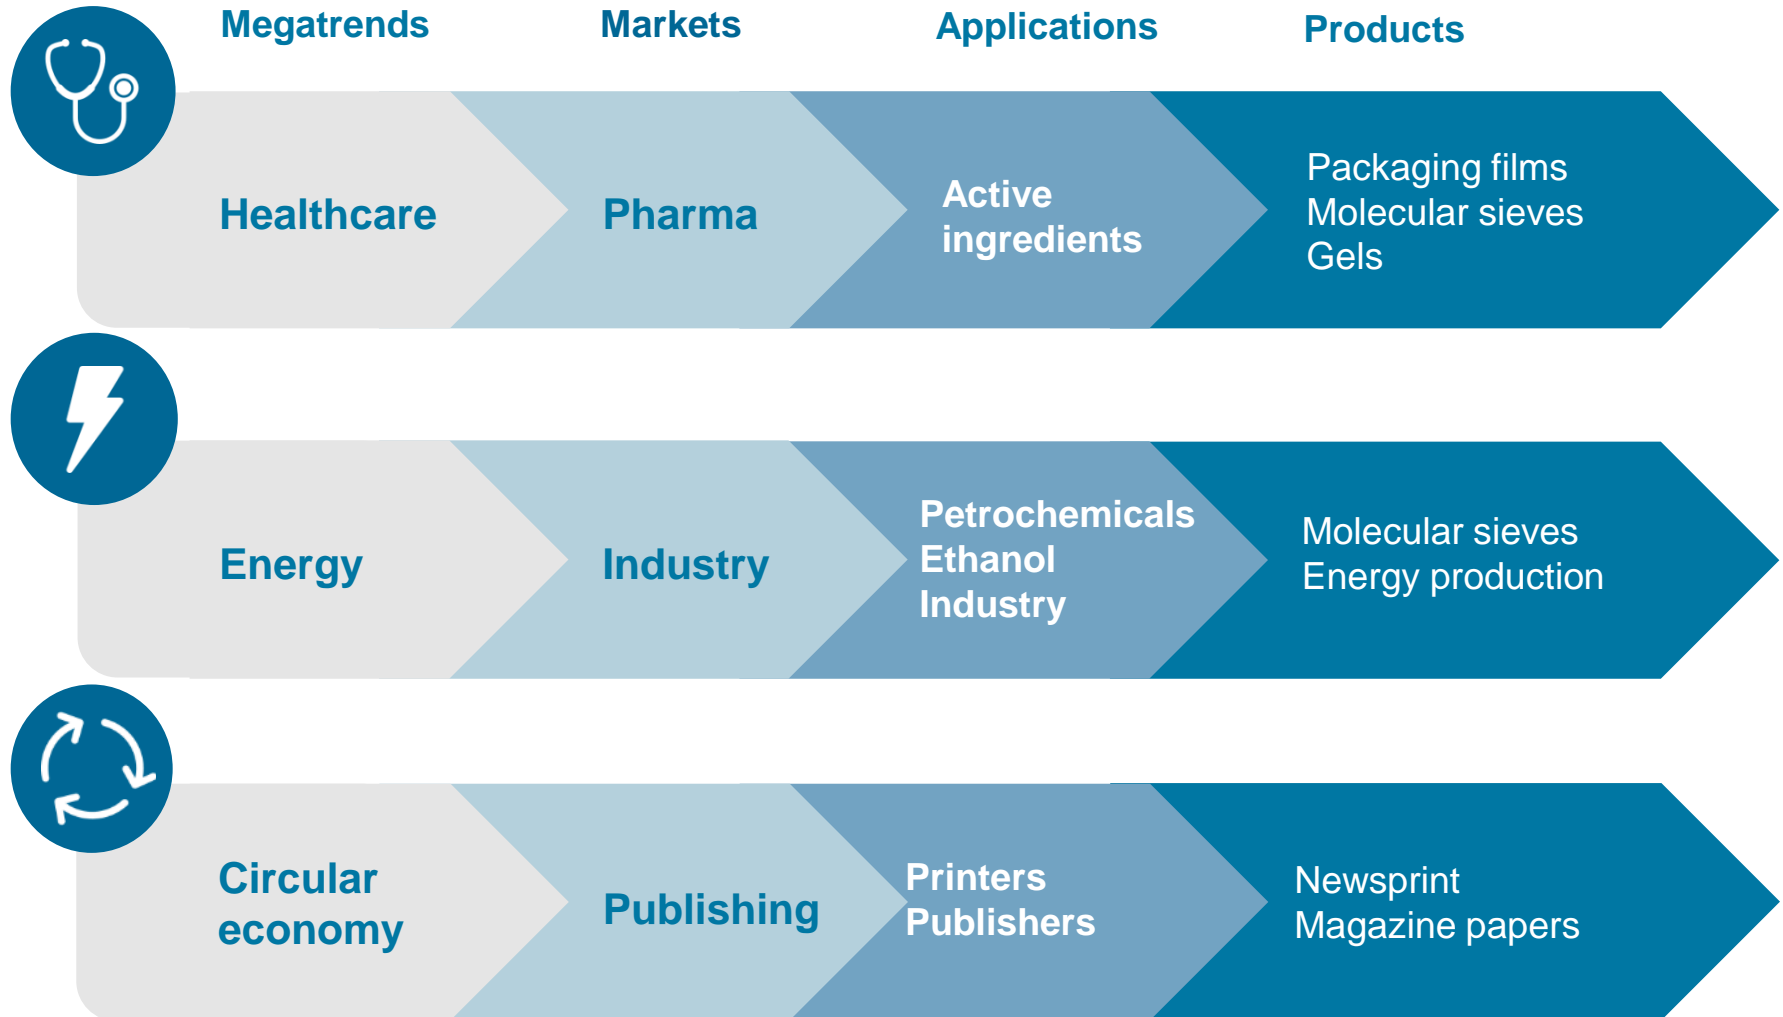 Megatrends
Markets
Applications
Products
Healthcare
Pharma
Active
ingredients
Packaging films
Molecular sieves
Gels
Energy
Industry
Petrochemicals
Ethanol
Industry
Molecular sieves
Energy production
Circular
economy
Publishing
Printers
Publishers
Newsprint
Magazine papers